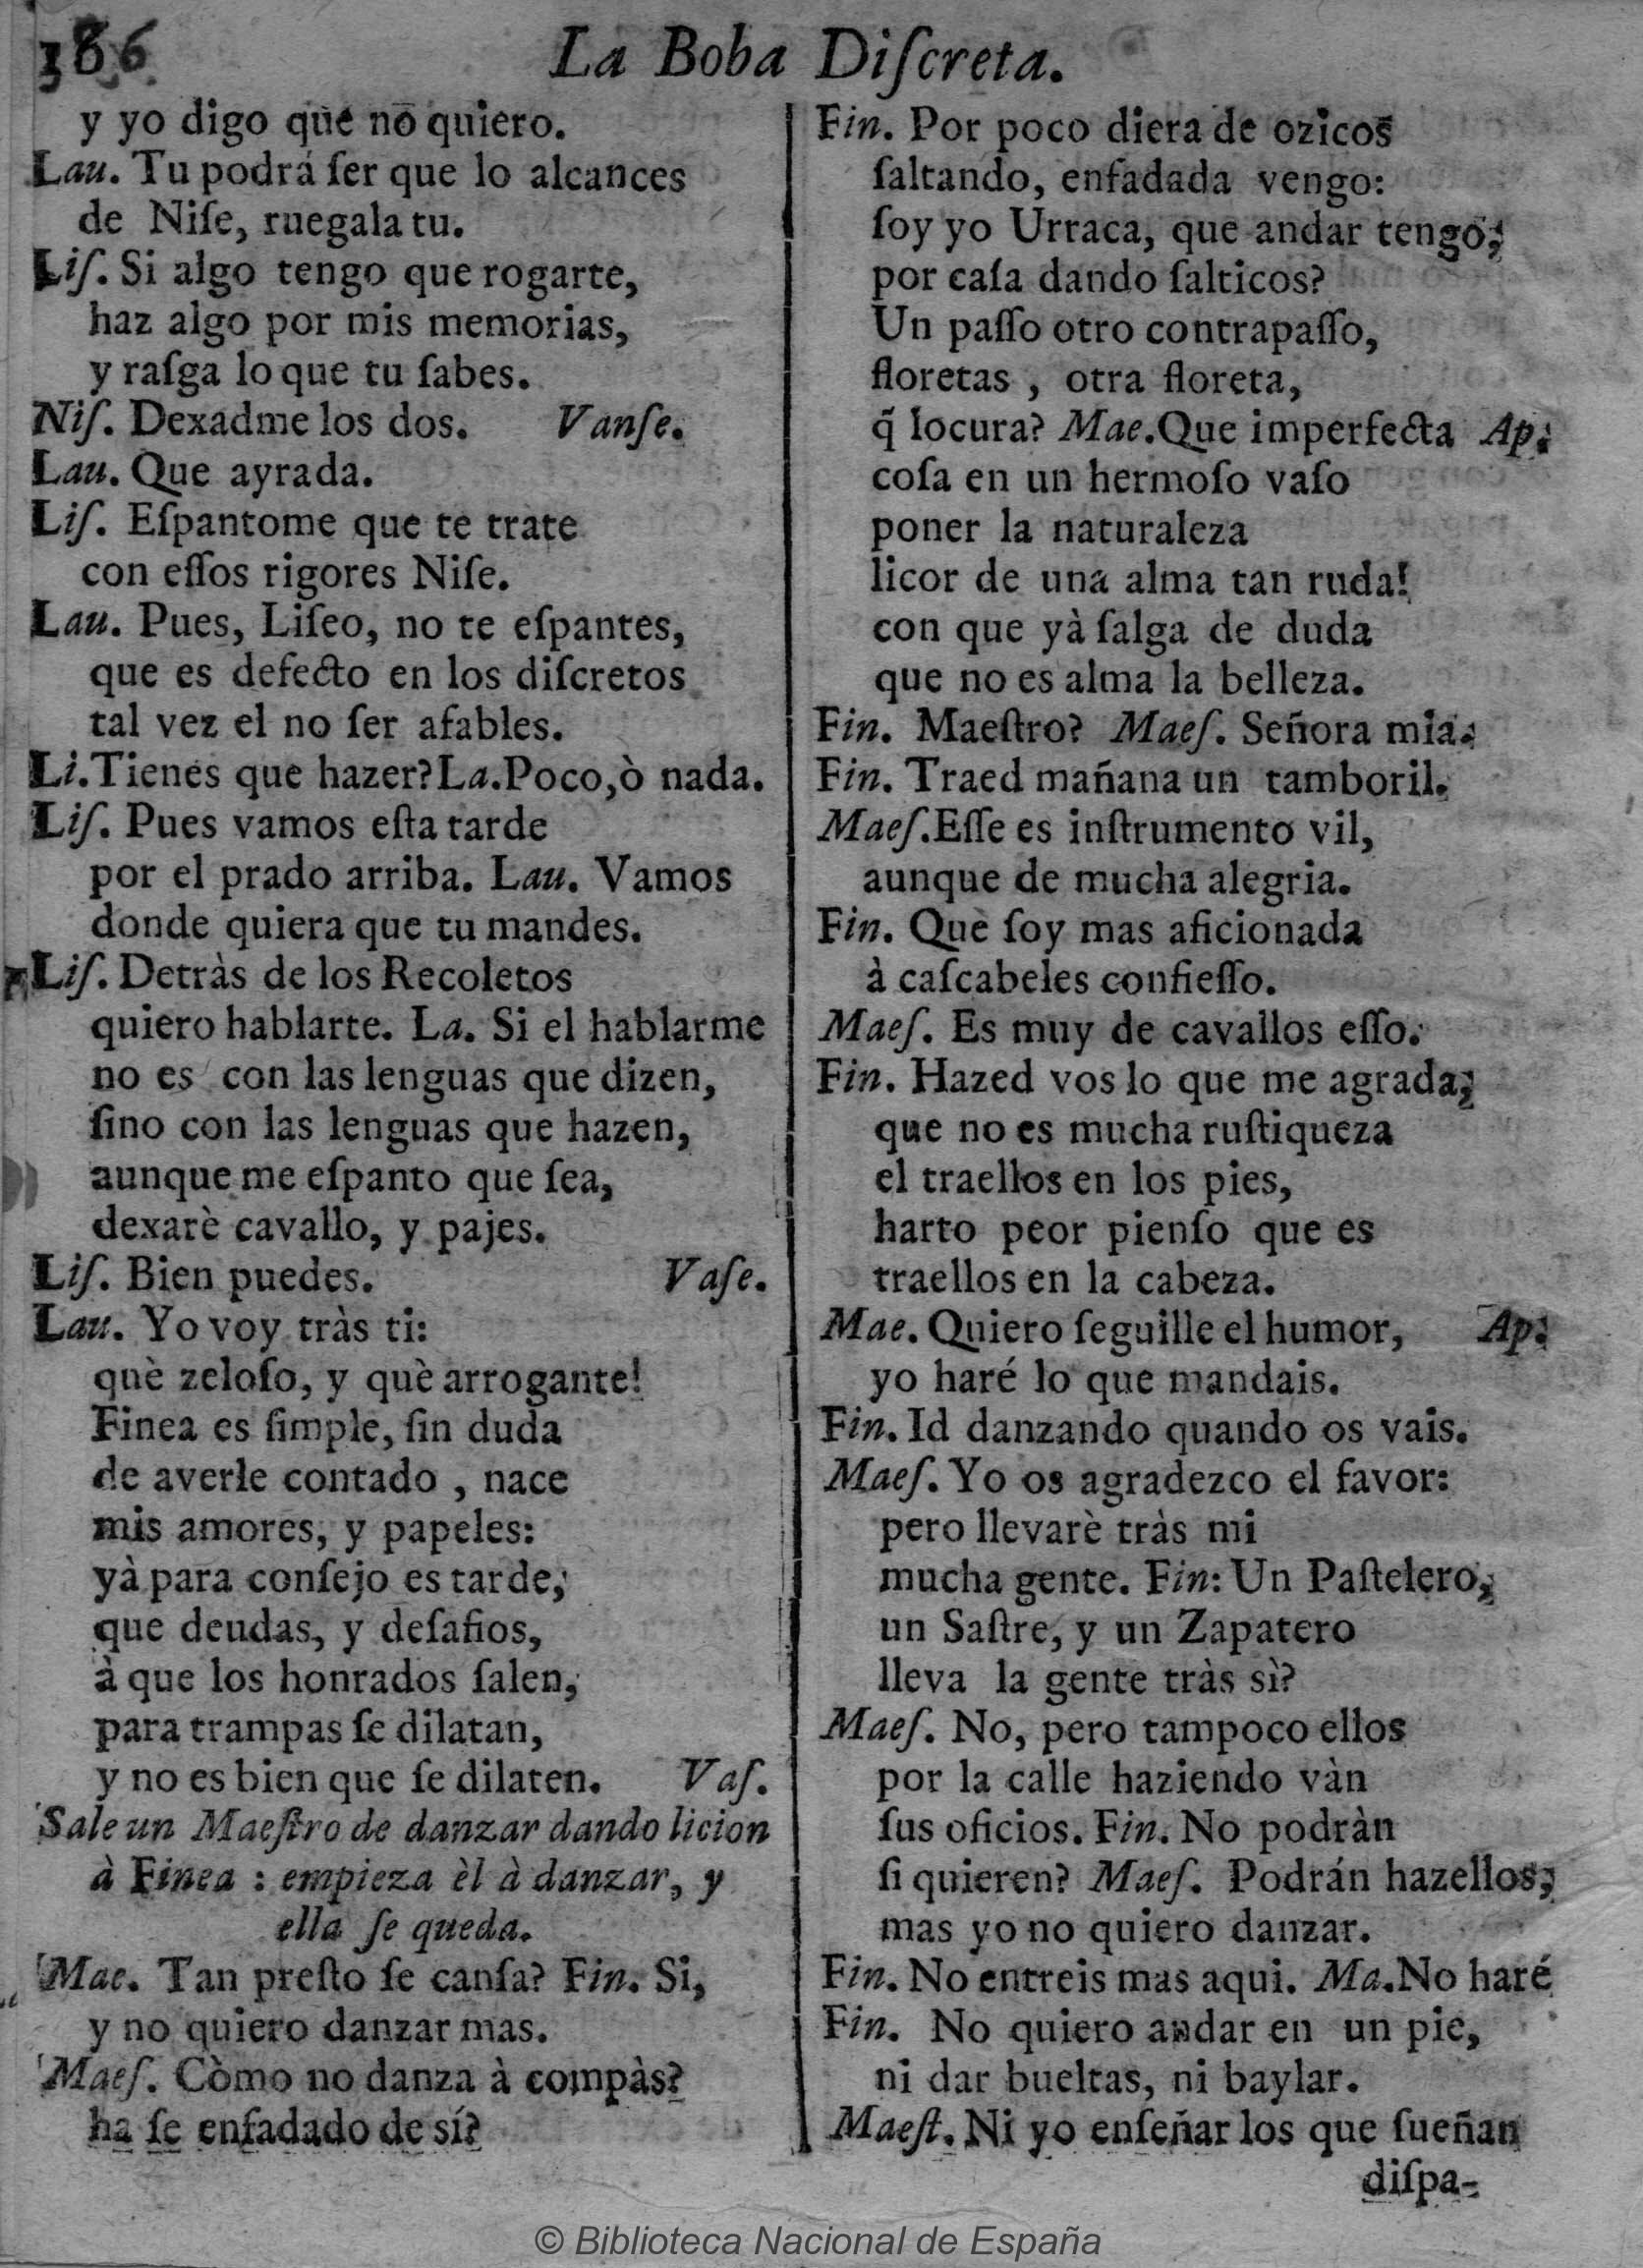 386
La Boba Diſcreta.
y yo digo que no quiero.
Lau. Tu podrá ſer que lo alcances
de Niſe, ruegala tu.
Liſ. Si algo tengo que rogarte,
haz algo por mis memorias,
y raſga lo que tu ſabes.
Niſ. Dexadme los dos. Vanſe.
Lau. Que ayrada.
Liſ. Eſpantome que te trate
con eſſos rigores Niſe.
Lau. Pues, Liſeo, no te eſpantes,
que es defecto en los diſcretos
tal vez el no ſer afables.
Li. Tienes que hazer? La. Poco, ò nada.
Liſ. Pues vamos eſta tarde
por el prado arriba. Lau. Vamos
donde quiera que tu mandes.
Liſ. Detràs de los Recoletos
quiero hablarte. La. Si el hablarme
no es con las lenguas que dizen,
ſino con las lenguas que hazen,
aunque me eſpanto que ſea,
dexarè cavallo, y pajes.
Liſ. Bien puedes. Vaſe.
Lau. Yo voy tràs ti:
què zeloſo, y què arrogante!
Finea es ſimple, ſin duda
de averle contado , nace
mis amores, y papeles:
yà para conſejo es tarde,
que deudas, y deſafios,
à que los honrados ſalen,
para trampas ſe dilatan,
y no es bien que ſe dilaten. Vaſ.
Sale un Maeſtro de danzar dando licion
à Finea : empieza èl à danzar, y
ella ſe queda.
Mae. Tan preſto ſe canſa? Fin. Si,
y no quiero danzar mas.
Maeſ. Còmo no danza à compàs?
ha ſe enfadado de sí?
Fin. Por poco diera de ozicos
ſaltando, enfadada vengo:
ſoy yo Urraca, que andar tengo,
por caſa dando ſalticos?
Un paſſo otro contrapaſſo,
floretas , otra floreta,
q̃ locura? Mae. Que imperfecta Ap.
coſa en un hermoſo vaſo
poner la naturaleza
licor de una alma tan ruda!
con que yà ſalga de duda
que no es alma la belleza.
Fin. Maeſtro? Maeſ. Señora mia.
Fin. Traed mañana un tamboril.
Maeſ. Eſſe es inſtrumento vil,
aunque de mucha alegria.
Fin. Què ſoy mas aficionada
à caſcabeles confieſſo.
Maeſ. Es muy de cavallos eſſo.
Fin. Hazed vos lo que me agrada,
que no es mucha ruſtiqueza
el traellos en los pies,
harto peor pienſo que es
traellos en la cabeza.
Mae. Quiero ſeguille el humor, Ap.
yo haré lo que mandais.
Fin. Id danzando quando os vais.
Maeſ. Yo os agradezco el favor:
pero llevarè tràs mi
mucha gente. Fin: Un Paſtelero,
un Saſtre, y un Zapatero
lleva la gente tràs sì?
Maeſ. No, pero tampoco ellos
por la calle haziendo vàn
ſus oficios. Fin. No podràn
ſi quieren? Maeſ. Podrán hazellos,
mas yo no quiero danzar.
Fin. No entreis mas aqui. Ma. No haré
Fin. No quiero andar en un pie,
ni dar bueltas, ni baylar.
Maeſt. Ni yo enſeñar los que ſueñan
diſpa-
© Biblioteca Nacional de España